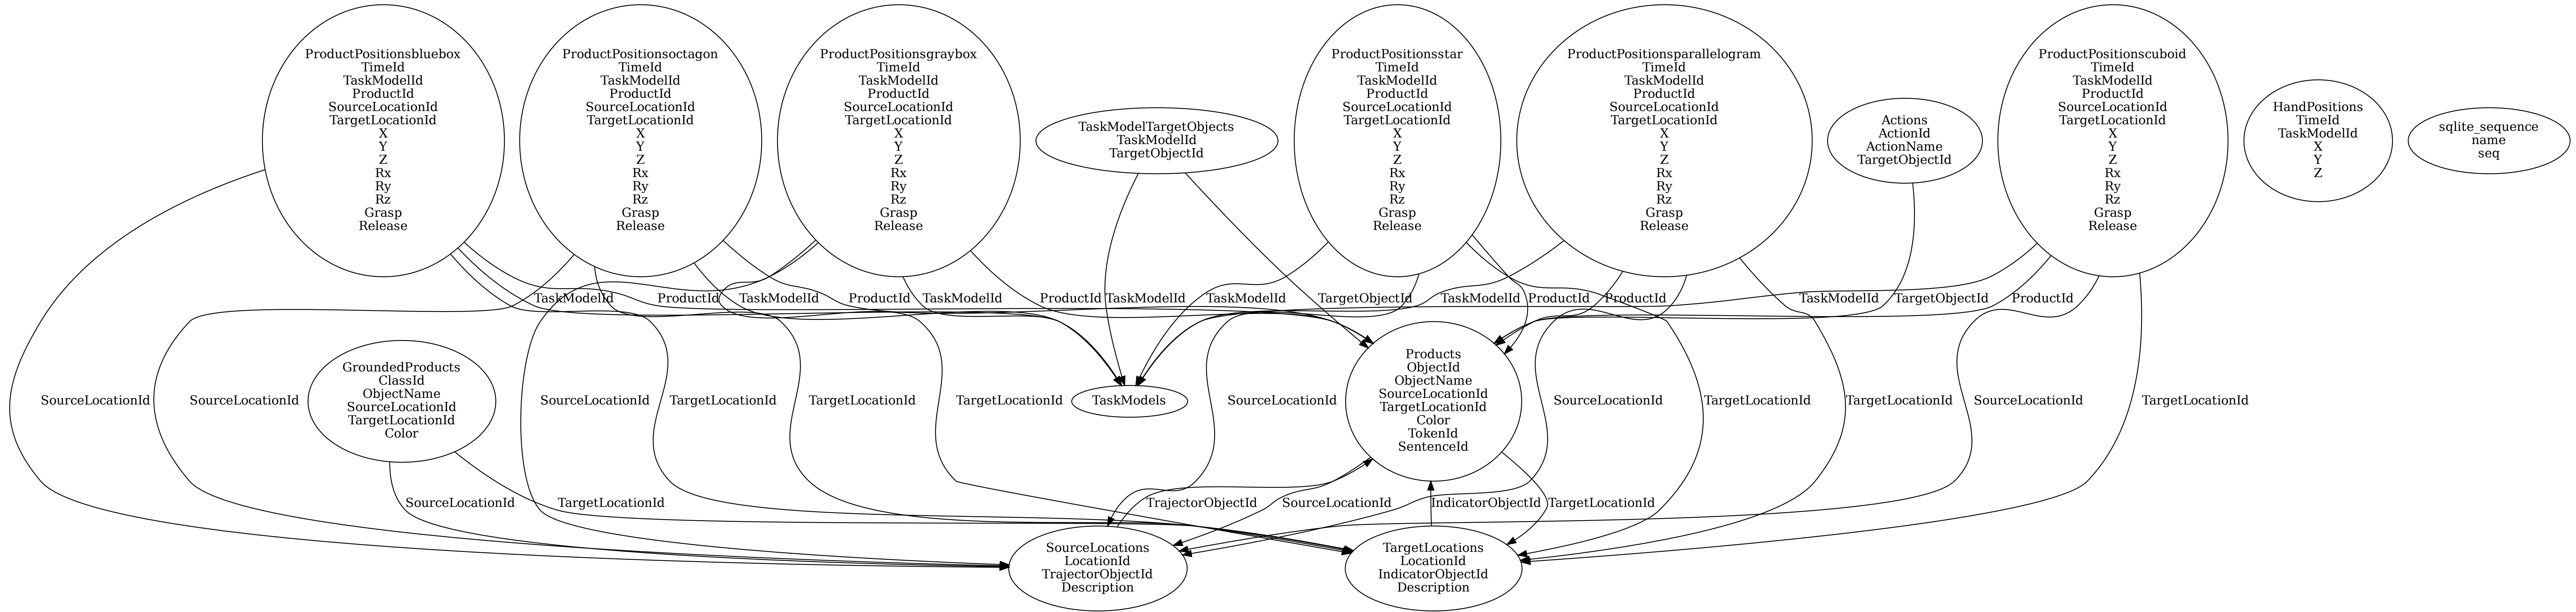 ProductPositionsbluebox
TimeId
TaskModelId
ProductId
SourceLocationId
TargetLocationId
X
Y
Z
Rx
Ry
Rz
Grasp
Release
ProductPositionsoctagon
TimeId
TaskModelId
ProductId
SourceLocationId
TargetLocationId
X
Y
Z
Rx
Ry
Rz
Grasp
Release
ProductPositionsgraybox
TimeId
TaskModelId
ProductId
SourceLocationId
TargetLocationId
X
Y
Z
Rx
Ry
Rz
Grasp
Release
TaskModelTargetObjects
TaskModelId
TargetObjectId
ProductPositionsstar
TimeId
TaskModelId
ProductId
SourceLocationId
TargetLocationId
X
Y
Z
Rx
Ry
Rz
Grasp
Release
ProductPositionsparallelogram
TimeId
TaskModelId
ProductId
SourceLocationId
TargetLocationId
X
Y
Z
Rx
Ry
Rz
Grasp
Release
Actions
ActionId
ActionName
TargetObjectId
ProductPositionscuboid
TimeId
TaskModelId
ProductId
SourceLocationId
TargetLocationId
X
Y
Z
Rx
Ry
Rz
Grasp
Release
HandPositions
TimeId
TaskModelId
X
Y
Z
sqlite_sequence
name
seq
TaskModelId
ProductId
TaskModelId
ProductId
TaskModelId
ProductId
TaskModelId
TaskModelId
TargetObjectId
TaskModelId
ProductId
ProductId
TaskModelId
TargetObjectId
ProductId
SourceLocationId
SourceLocationId
GroundedProducts
ClassId
ObjectName
SourceLocationId
TargetLocationId
Color
SourceLocationId
TargetLocationId
TargetLocationId
TargetLocationId
TaskModels
SourceLocationId
Products
ObjectId
ObjectName
SourceLocationId
TargetLocationId
Color
TokenId
SentenceId
SourceLocationId
TargetLocationId
TargetLocationId
SourceLocationId
TargetLocationId
SourceLocationId
TargetLocationId
TrajectorObjectId
SourceLocationId
IndicatorObjectId
TargetLocationId
SourceLocations
LocationId
TrajectorObjectId
Description
TargetLocations
LocationId
IndicatorObjectId
Description